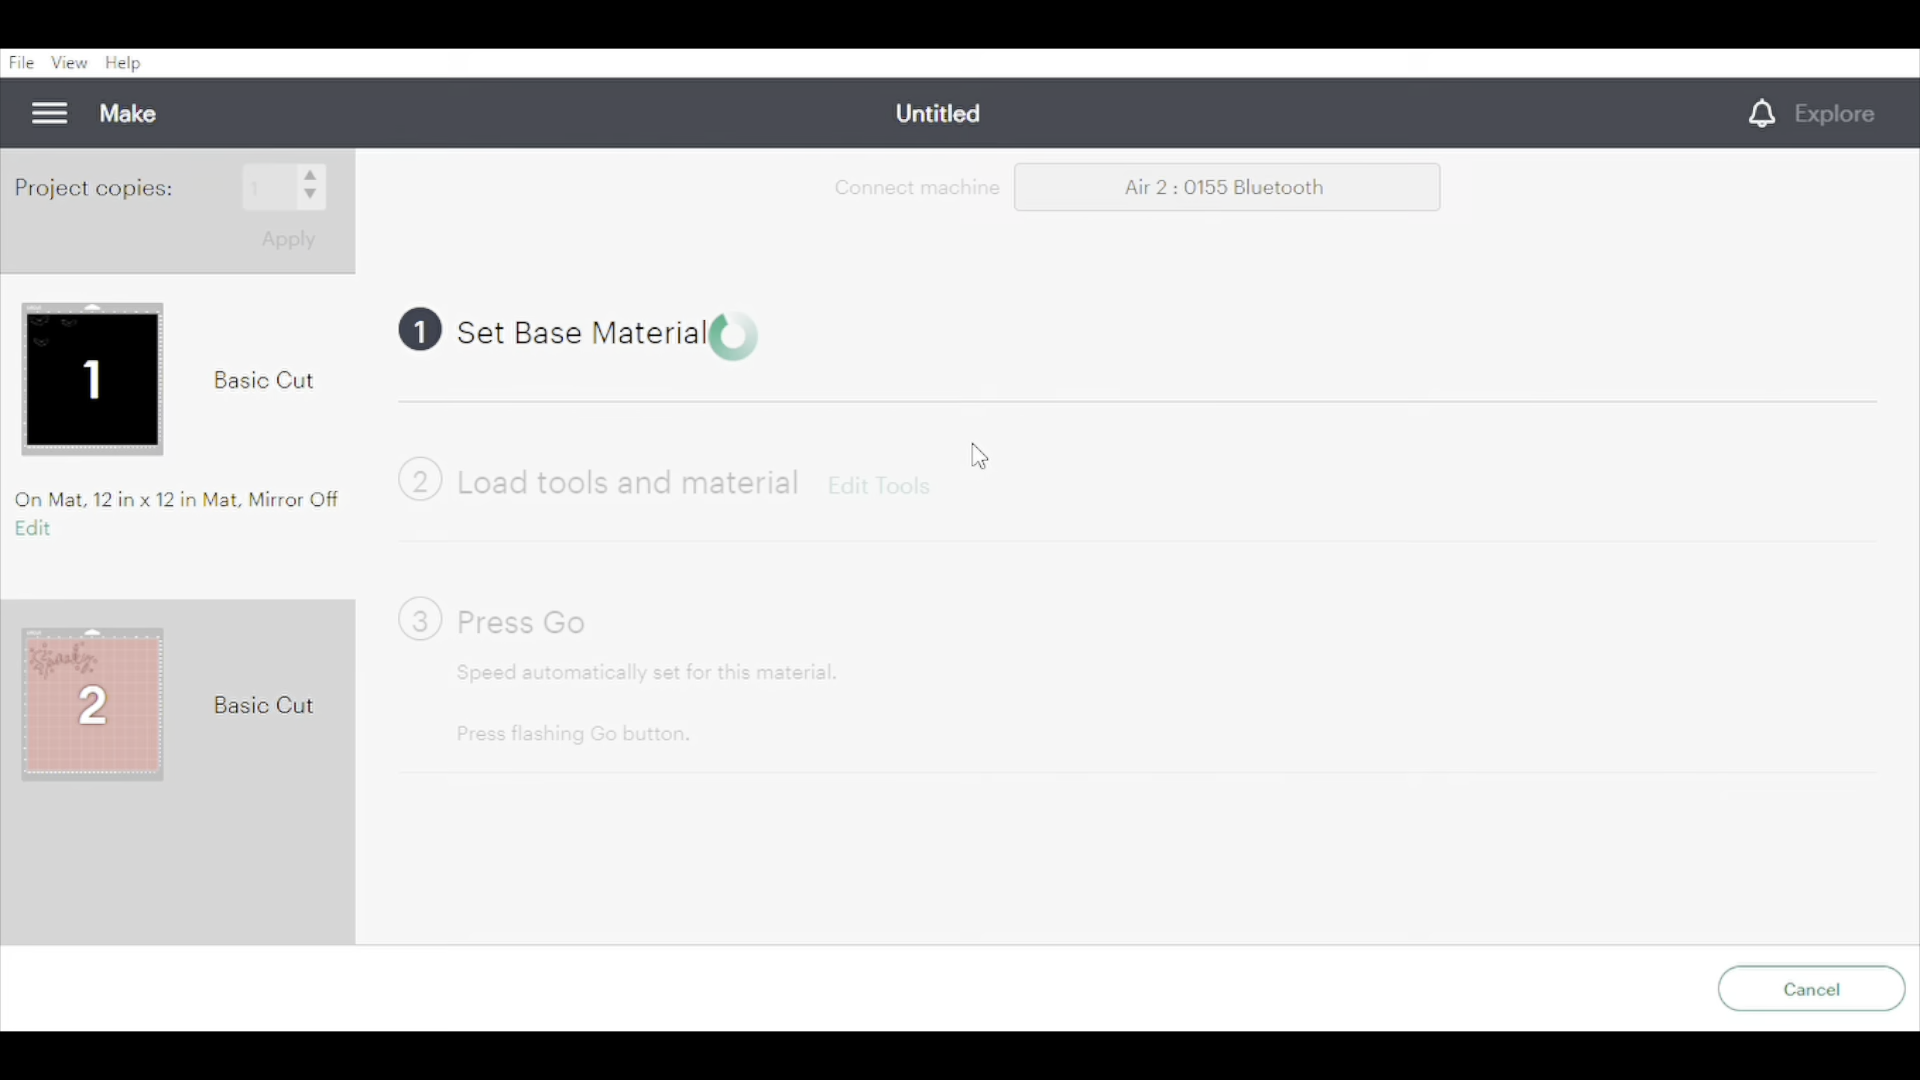 File View Help
Make
Untitled
Explore
Project copies:
1
Apply
Connect machine
Air 2 : 0155 Bluetooth
1
Basic Cut
On Mat, 12 in x 12 in Mat, Mirror Off
Edit
2
Basic Cut
1 Set Base Material
2 Load tools and material Edit Tools
3 Press Go
Speed automatically set for this material.
Press flashing Go button.
Cancel